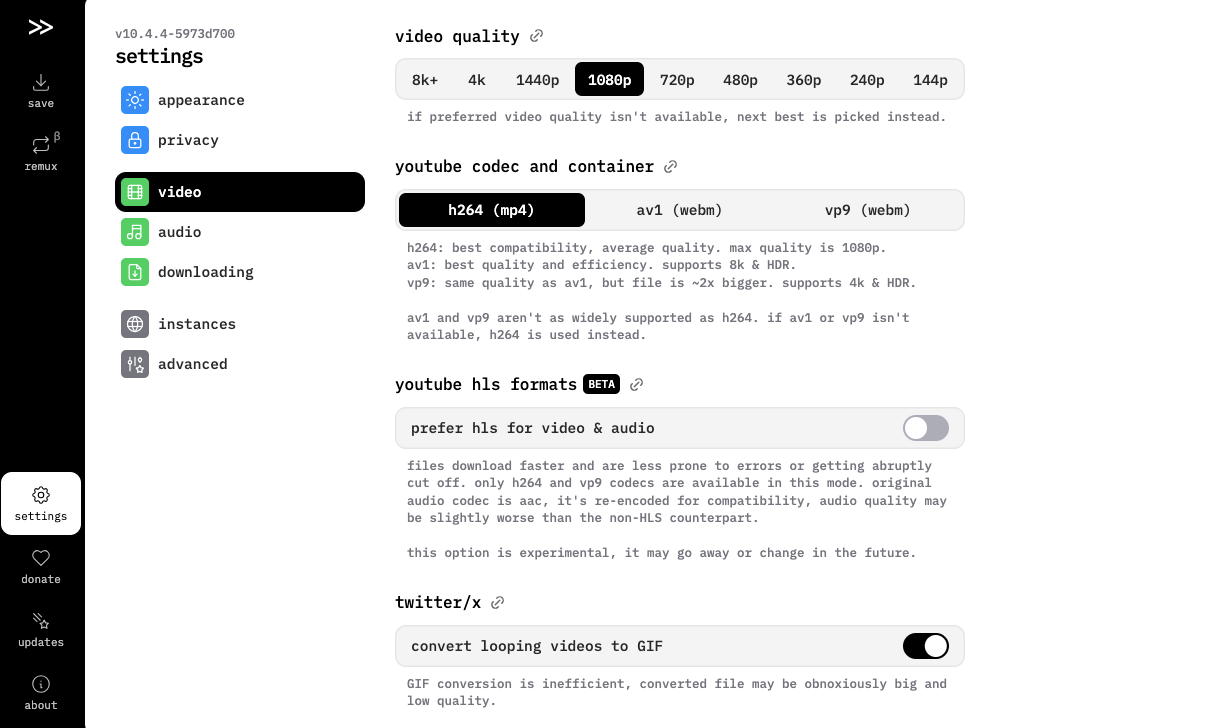 save
remux β
settings
donate
updates
about
v10.4.4-5973d700
settings
appearance
privacy
video
audio
downloading
instances
advanced
video quality
8k+ 4k 1440p 1080p 720p 480p 360p 240p 144p
if preferred video quality isn't available, next best is picked instead.
youtube codec and container
h264 (mp4) av1 (webm) vp9 (webm)
h264: best compatibility, average quality. max quality is 1080p.
av1: best quality and efficiency. supports 8k & HDR.
vp9: same quality as av1, but file is ~2x bigger. supports 4k & HDR.
av1 and vp9 aren't as widely supported as h264. if av1 or vp9 isn't
available, h264 is used instead.
youtube hls formats BETA
prefer hls for video & audio
files download faster and are less prone to errors or getting abruptly
cut off. only h264 and vp9 codecs are available in this mode. original
audio codec is aac, it's re-encoded for compatibility, audio quality may
be slightly worse than the non-HLS counterpart.
this option is experimental, it may go away or change in the future.
twitter/x
convert looping videos to GIF
GIF conversion is inefficient, converted file may be obnoxiously big and
low quality.